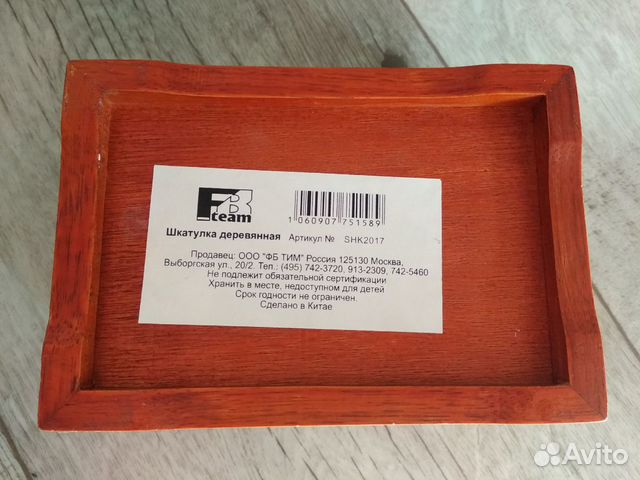 FB
team
1 060907 751589
Шкатулка деревянная Артикул № SHK2017
Продавец: ООО "ФБ ТИМ" Россия 125130 Москва,
Выборгская ул., 20/2. Тел.: (495) 742-3720, 913-2309, 742-5460
Не подлежит обязательной сертификации
Хранить в месте, недоступном для детей
Срок годности не ограничен.
Сделано в Китае
Avito